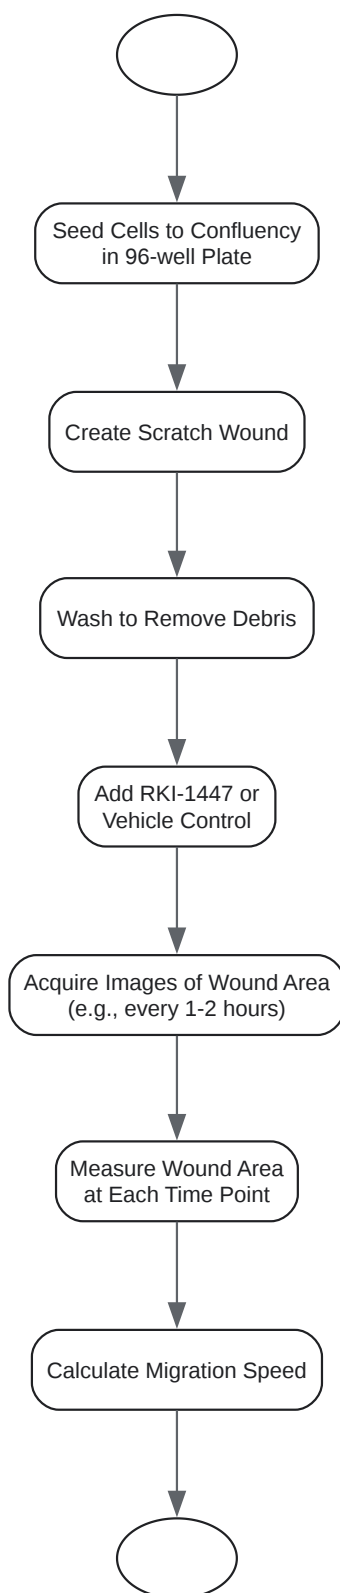 Seed Cells to Confluency
in 96-well Plate
Create Scratch Wound
Wash to Remove Debris
Add RKI-1447 or
Vehicle Control
Acquire Images of Wound Area
(e.g., every 1-2 hours)
Measure Wound Area
at Each Time Point
Calculate Migration Speed